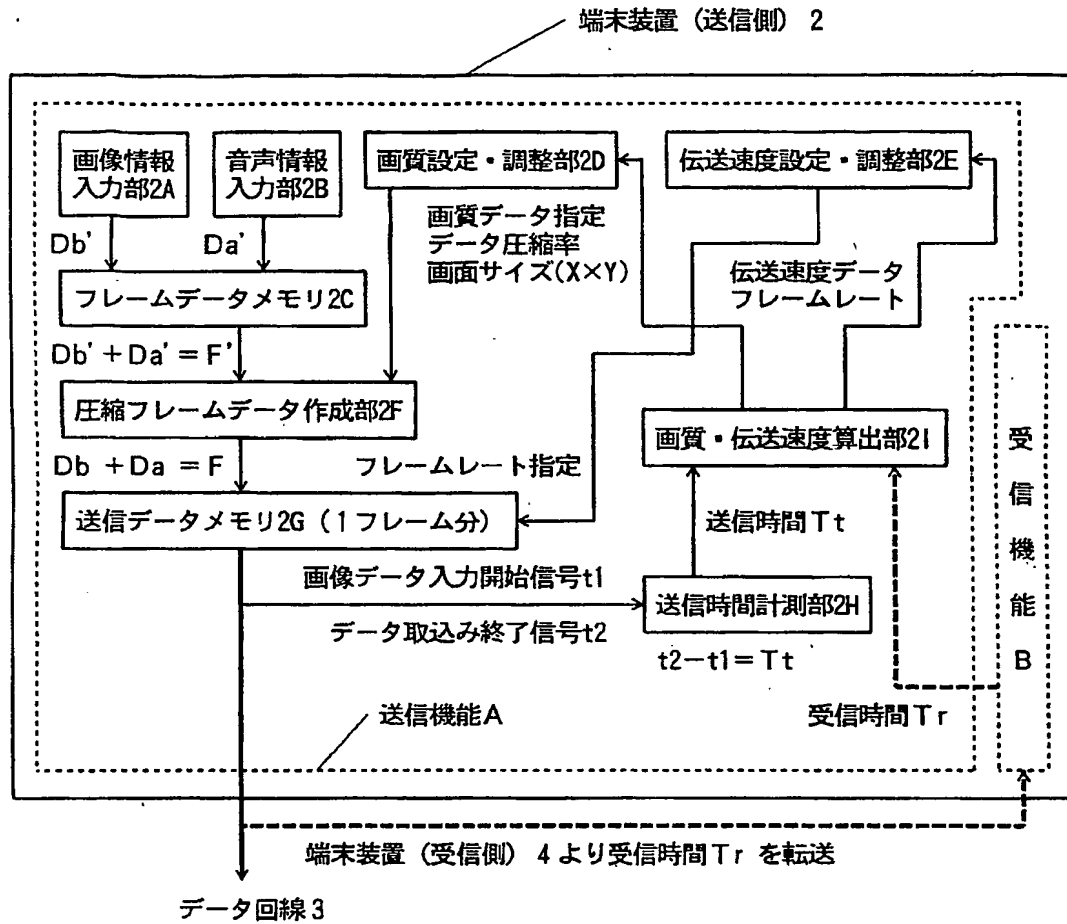 端末装置(送信側) 2
画像情報
入力部2A
音声情報
入力部2B
画質設定・調整部2D
伝送速度設定・調整部2E
Db'
Da'
画質データ指定
データ圧縮率
画面サイズ(X×Y)
伝送速度データ
フレームレート
フレームデータメモリ2C
Db'+Da'=F'
圧縮フレームデータ作成部2F
画質・伝送速度算出部2I
Db +Da =F
フレームレート指定
送信データメモリ2G (1フレーム分)
送信時間Tt
画像データ入力開始信号t1
送信時間計測部2H
データ取込み終了信号t2
t2-t1=Tt
受信機能B
送信機能A
受信時間Tr
端末装置(受信側) 4より受信時間Trを転送
データ回線3